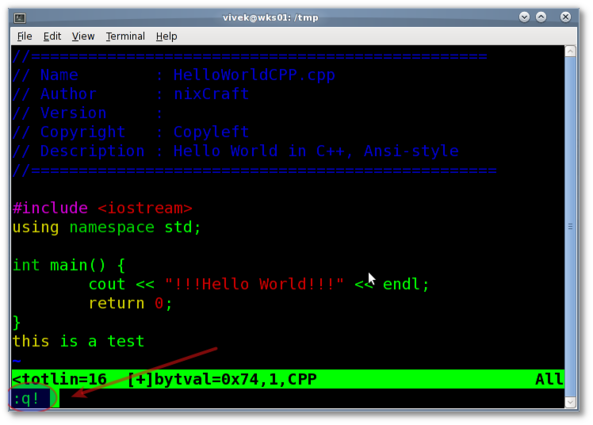 vivek@wks01: /tmp
File Edit View Terminal Help
//================================================
// Name        : HelloWorldCPP.cpp
// Author      : nixCraft
// Version     :
// Copyright   : Copyleft
// Description : Hello World in C++, Ansi-style
//=================================================
#include <iostream>
using namespace std;
int main() {
        cout << "!!!Hello World!!!" << endl;
        return 0;
}
this is a test
~
<totlin=16  [+]bytval=0x74,1,CPP                       All
:q!